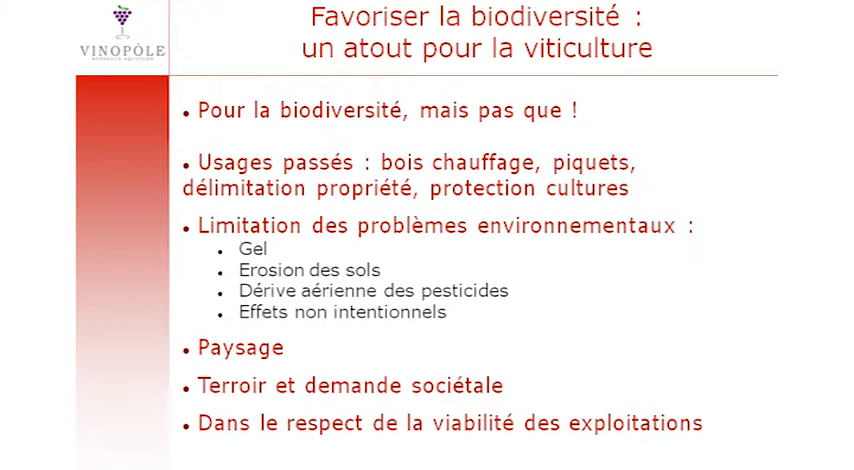 Favoriser la biodiversité :
un atout pour la viticulture
VINOPÔLE
• Pour la biodiversité, mais pas que !
• Usages passés : bois chauffage, piquets,
délimitation propriété, protection cultures
• Limitation des problèmes environnementaux :
• Gel
• Erosion des sols
• Dérive aérienne des pesticides
• Effets non intentionnels
• Paysage
• Terroir et demande sociétale
• Dans le respect de la viabilité des exploitations